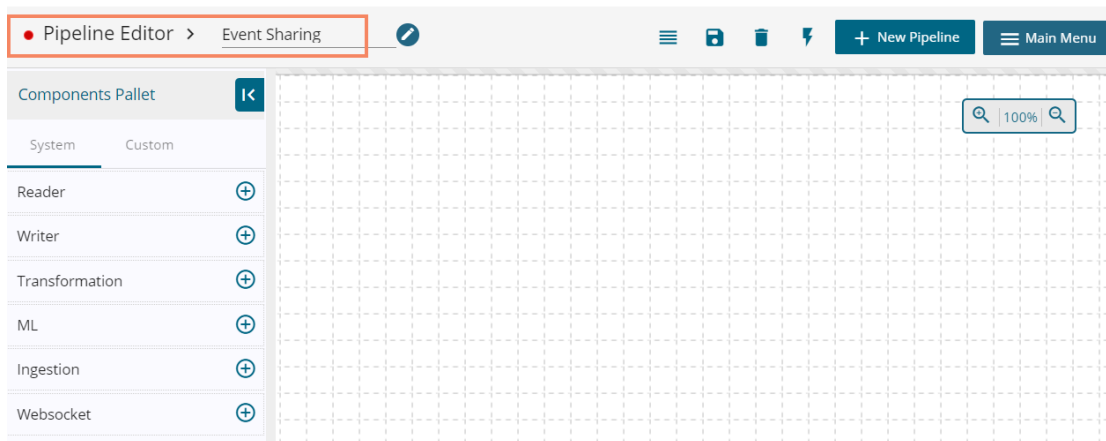 Pipeline Editor > Event Sharing
+ New Pipeline
Main Menu
Components Pallet
100%
System Custom
Reader
Writer
Transformation
ML
Ingestion
Websocket